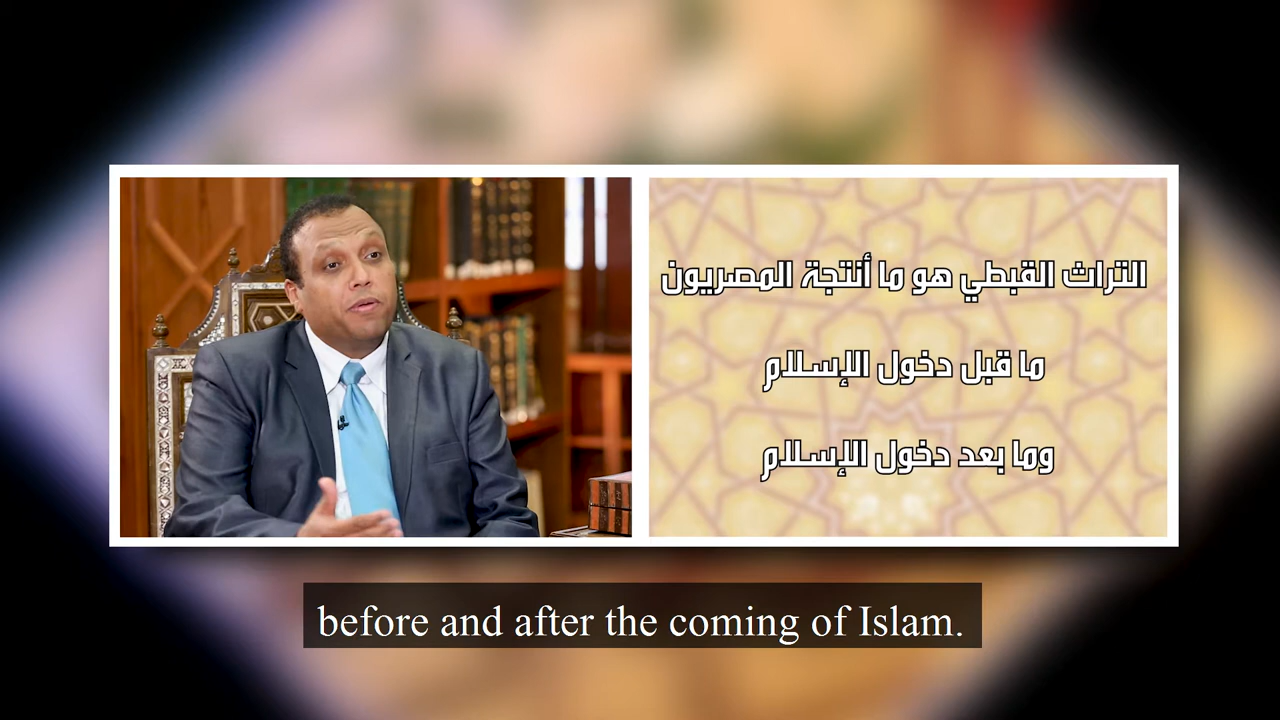 التراث القبطي هو ما أنتجة المصريون
ما قبل دخول الإسلام
وما بعد دخول الإسلام
before and after the coming of Islam.